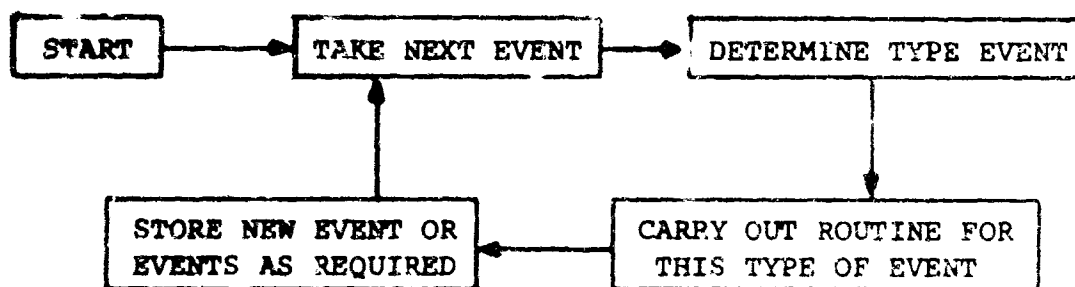 START
TAKE NEXT EVENT
DETERMINE TYPE EVENT
STORE NEW EVENT OR
EVENTS AS REQUIRED
CARRY OUT ROUTINE FOR
THIS TYPE OF EVENT